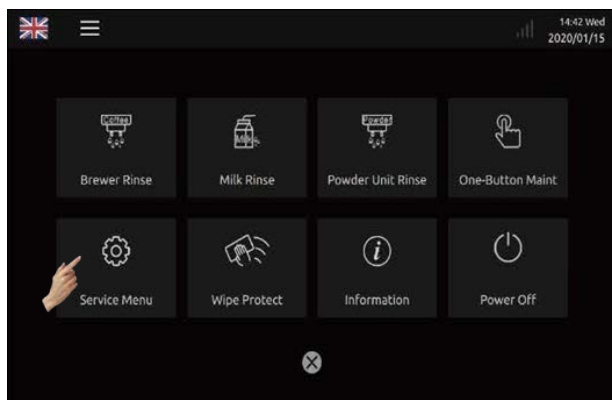 14:42 Wed
2020/01/15
Coffee
Milk
Powder
Brewer Rinse
Milk Rinse
Powder Unit Rinse
One-Button Maint
Service Menu
Wipe Protect
Information
Power Off